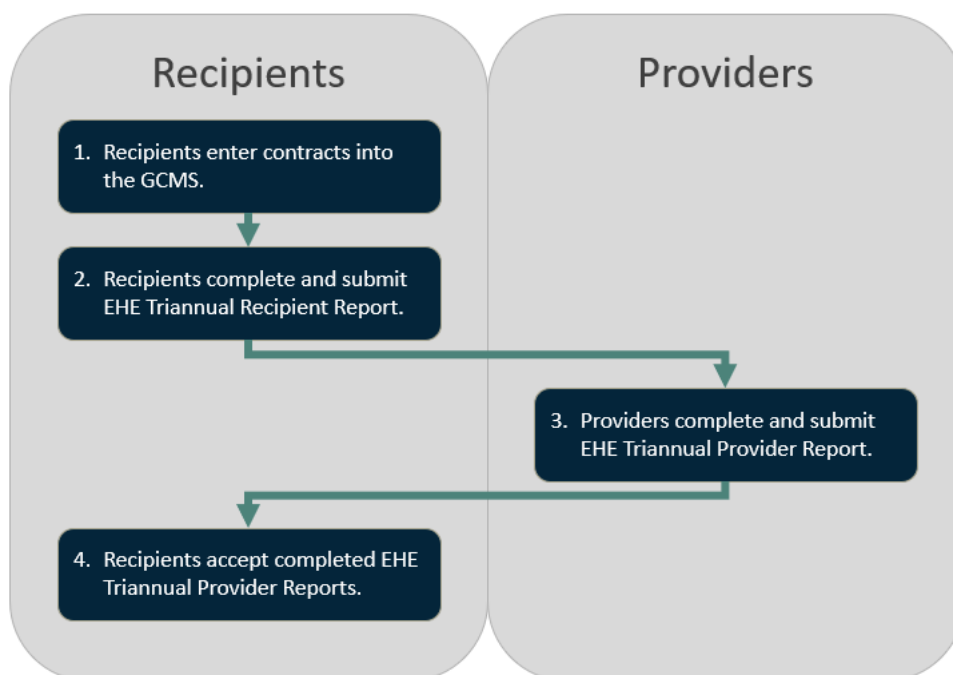 Recipients
Providers
1. Recipients enter contracts into
the GCMS.
2. Recipients complete and submit
EHE Triannual Recipient Report.
3. Providers complete and submit
EHE Triannual Provider Report.
4. Recipients accept completed EHE
Triannual Provider Reports.